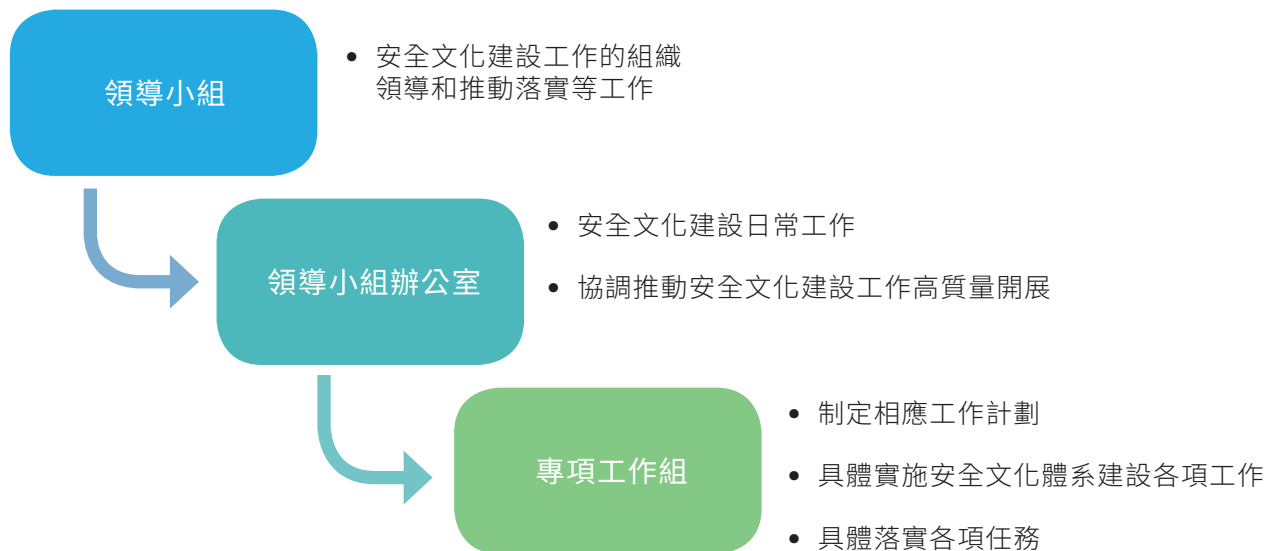 領導小組
安全文化建設工作的組織
領導和推動落實等工作
領導小組辦公室
安全文化建設日常工作
協調推動安全文化建設工作高質量開展
專項工作組
制定相應工作計劃
具體實施安全文化體系建設各項工作
具體落實各項任務